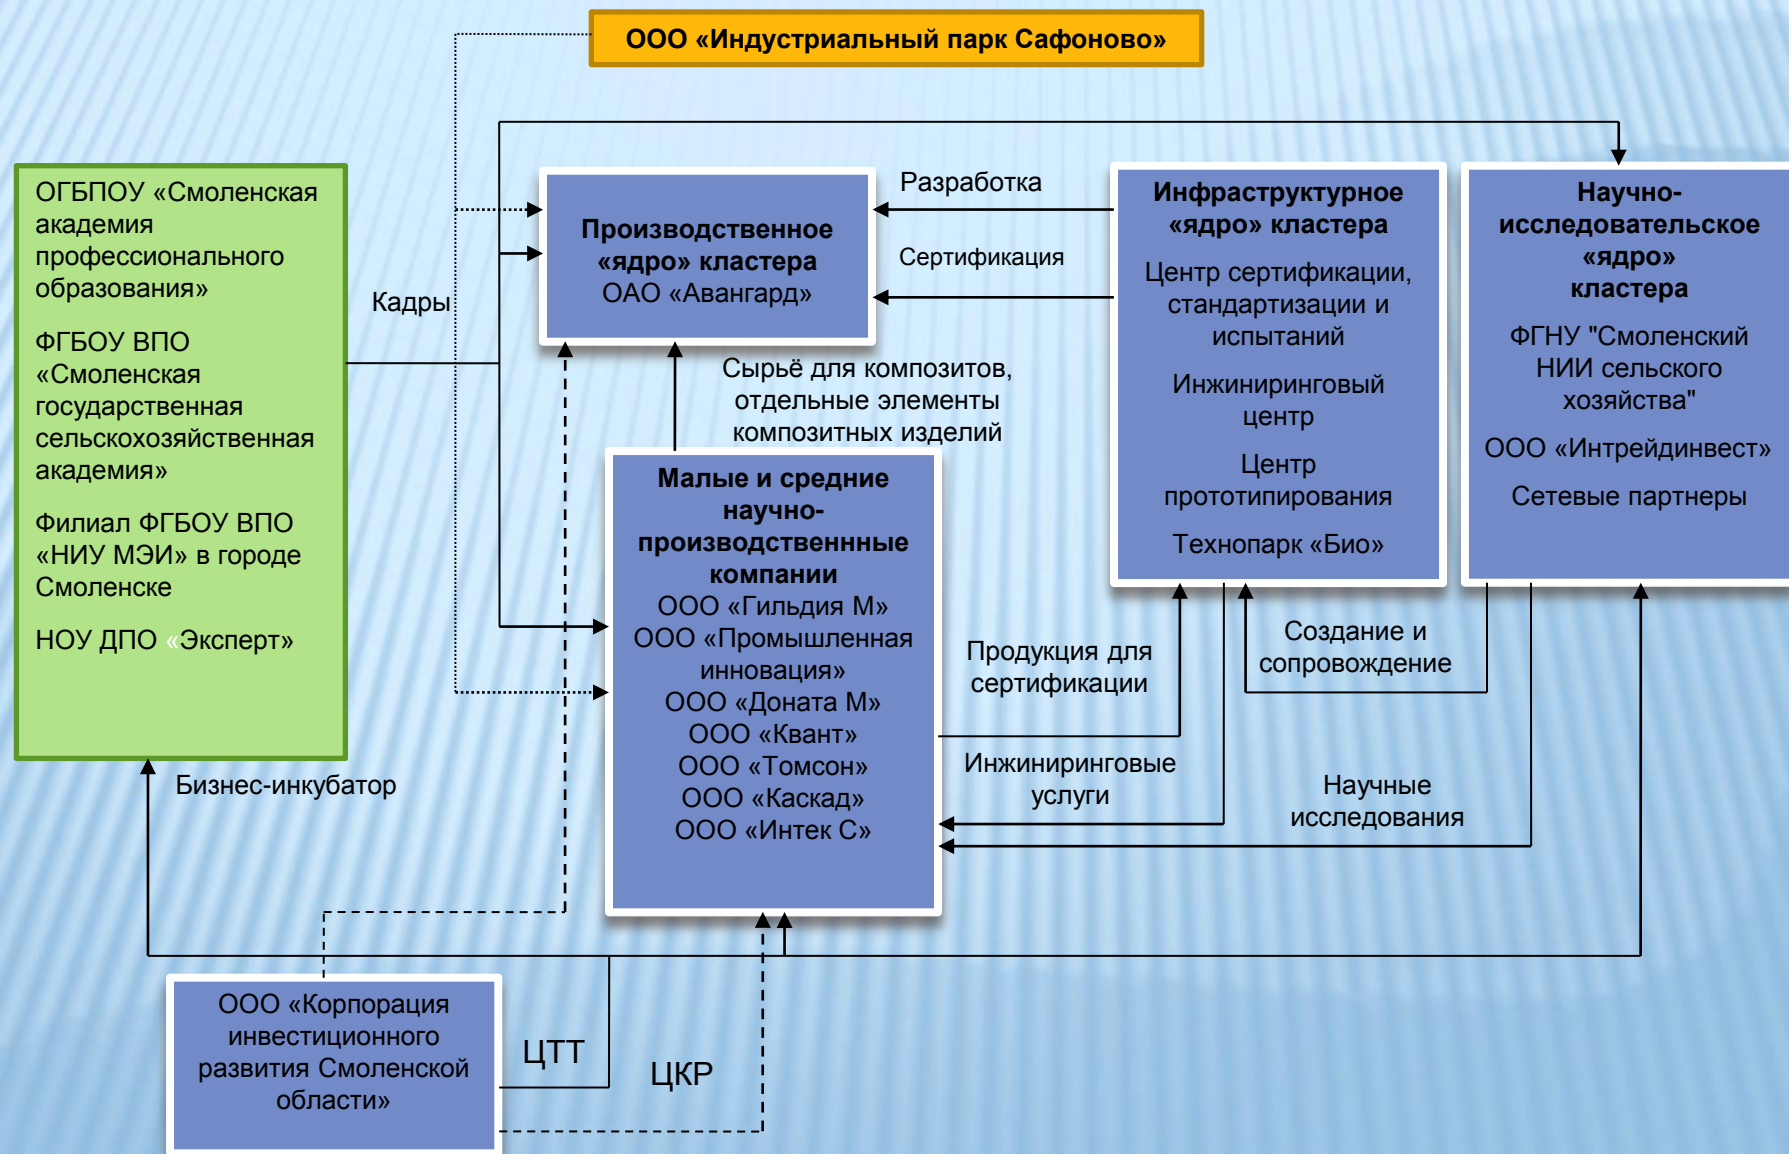 ООО «Индустриальный парк Сафоново»
ОГБПОУ «Смоленская
академия
профессионального
образования»
ФГБОУ ВПО
«Смоленская
государственная
сельскохозяйственная
академия»
Филиал ФГБОУ ВПО
«НИУ МЭИ» в городе
Смоленске
НОУ ДПО «Эксперт»
Кадры
Производственное
«ядро» кластера
ОАО «Авангард»
Разработка
Сертификация
Инфраструктурное
«ядро» кластера
Центр сертификации,
стандартизации и
испытаний
Инжиниринговый
центр
Центр
прототипирования
Технопарк «Био»
Научно-
исследовательское
«ядро»
кластера
ФГНУ "Смоленский
НИИ сельского
хозяйства"
ООО «Интрейдинвест»
Сетевые партнеры
Сырьё для композитов,
отдельные элементы
композитных изделий
Малые и средние
научно-
производственнные
компании
ООО «Гильдия М»
ООО «Промышленная
инновация»
ООО «Доната М»
ООО «Квант»
ООО «Томсон»
ООО «Каскад»
ООО «Интек С»
Продукция для
сертификации
Создание и
сопровождение
Инжиниринговые
услуги
Научные
исследования
Бизнес-инкубатор
ООО «Корпорация
инвестиционного
развития Смоленской
области»
ЦТТ
ЦКР